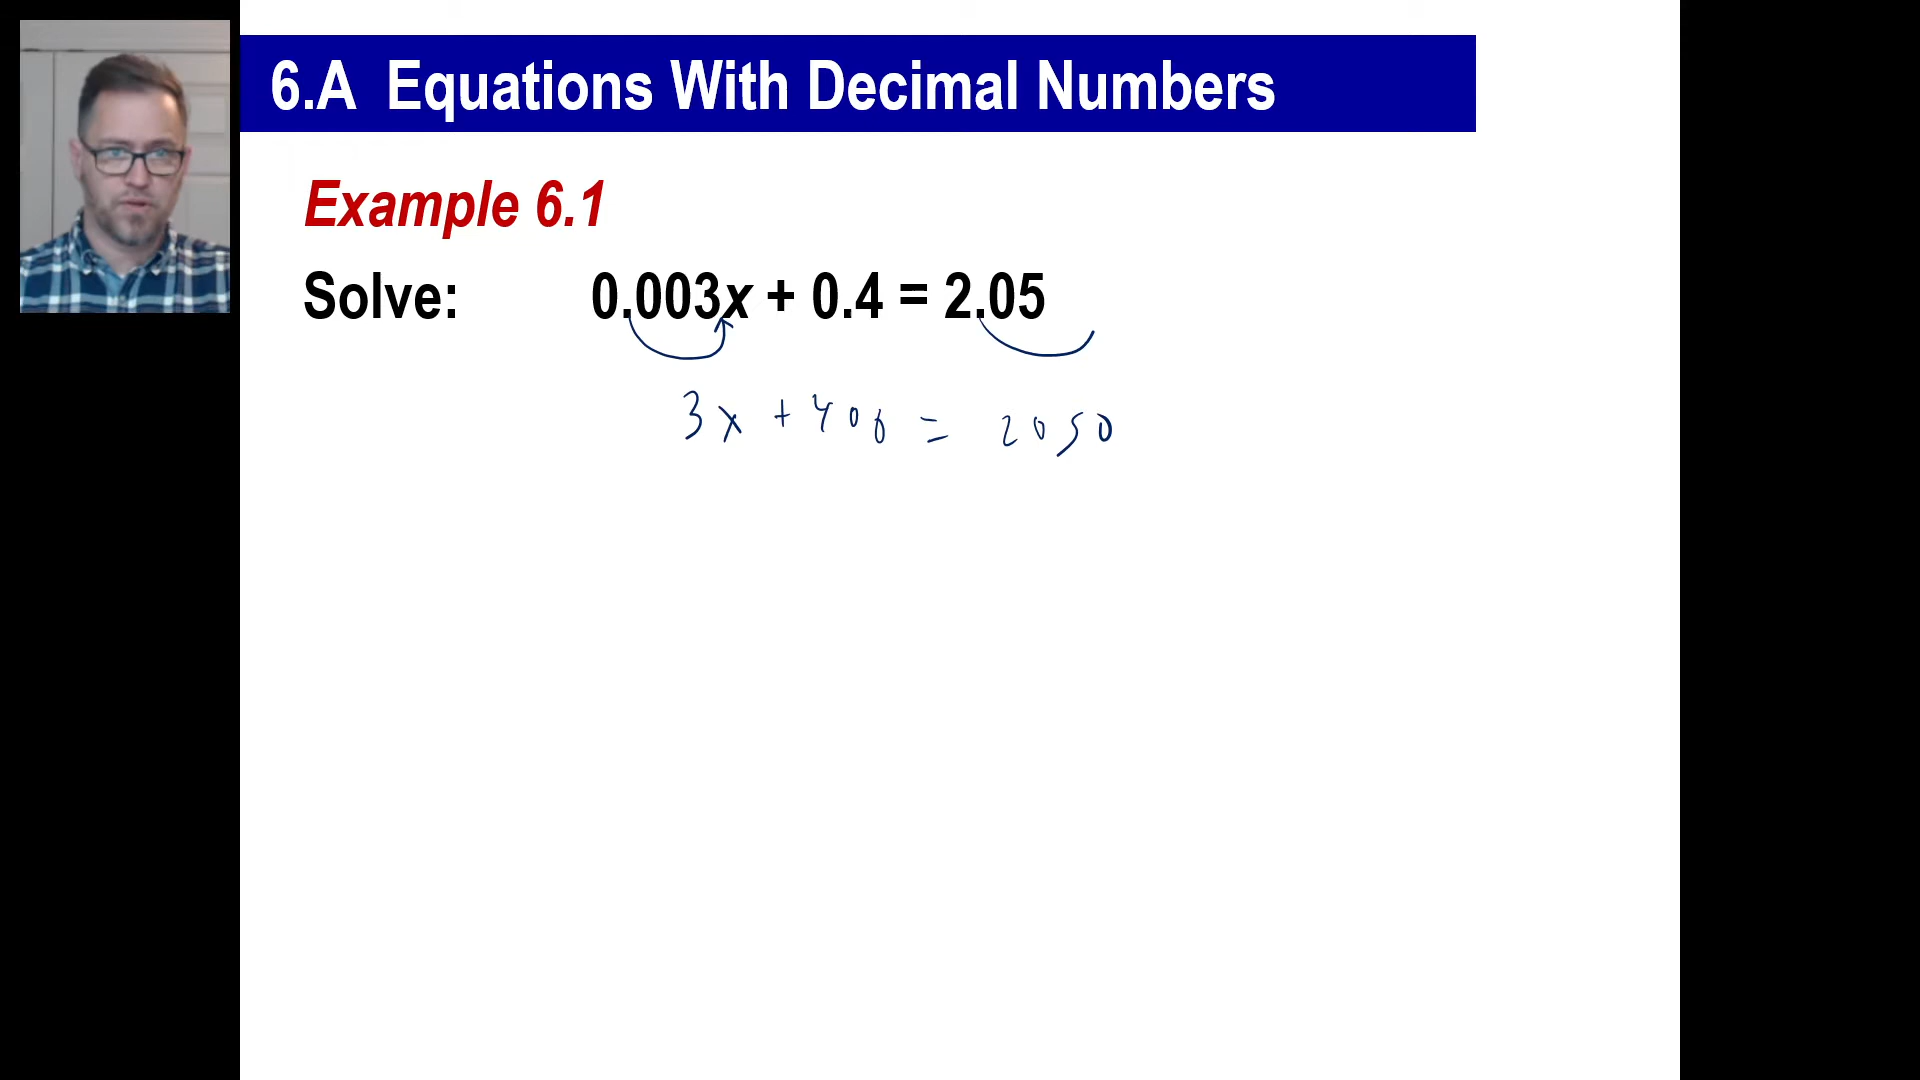 6.A Equations With Decimal Numbers
Example 6.1
Solve: 0.003x + 0.4 = 2.05
3x + 400 = 2050